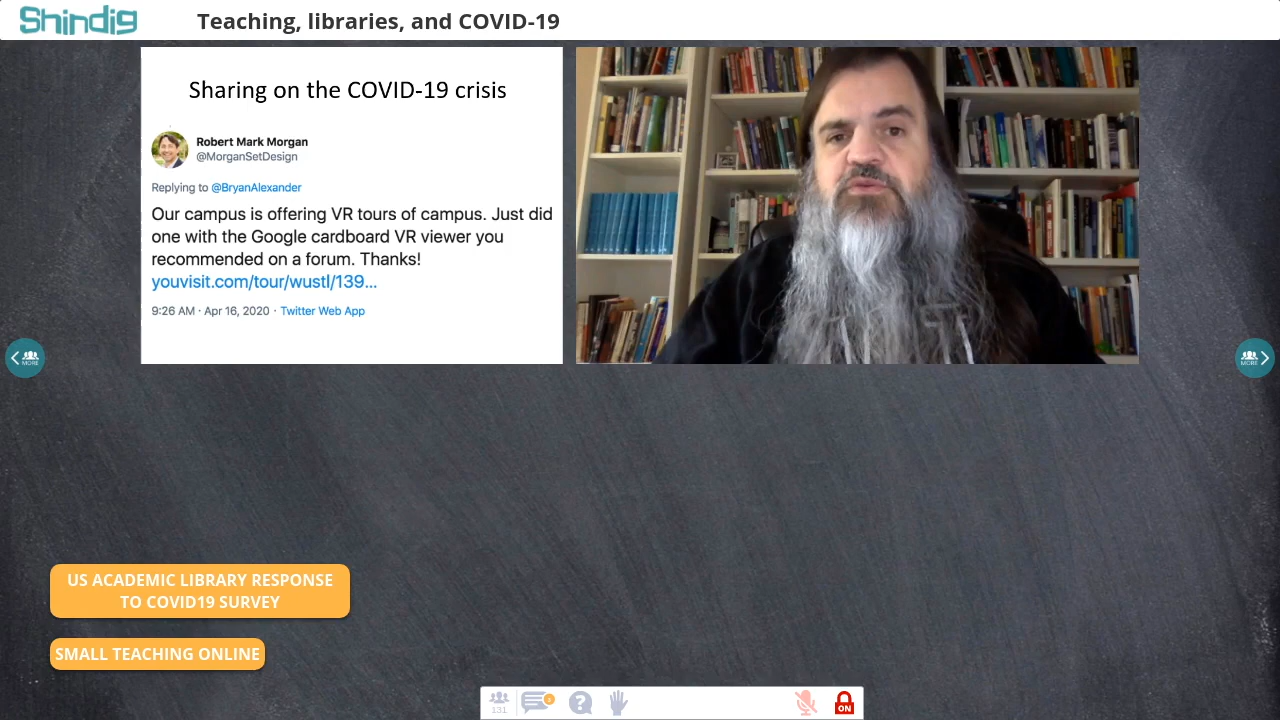 Shindig
Teaching, libraries, and COVID-19
Sharing on the COVID-19 crisis
Robert Mark Morgan
@MorganSetDesign
Replying to @BryanAlexander
Our campus is offering VR tours of campus. Just did
one with the Google cardboard VR viewer you
recommended on a forum. Thanks!
youvisit.com/tour/wustl/139...
9:26 AM · Apr 16, 2020 · Twitter Web App
MORE
MORE
US ACADEMIC LIBRARY RESPONSE
TO COVID19 SURVEY
SMALL TEACHING ONLINE
131
?
ON